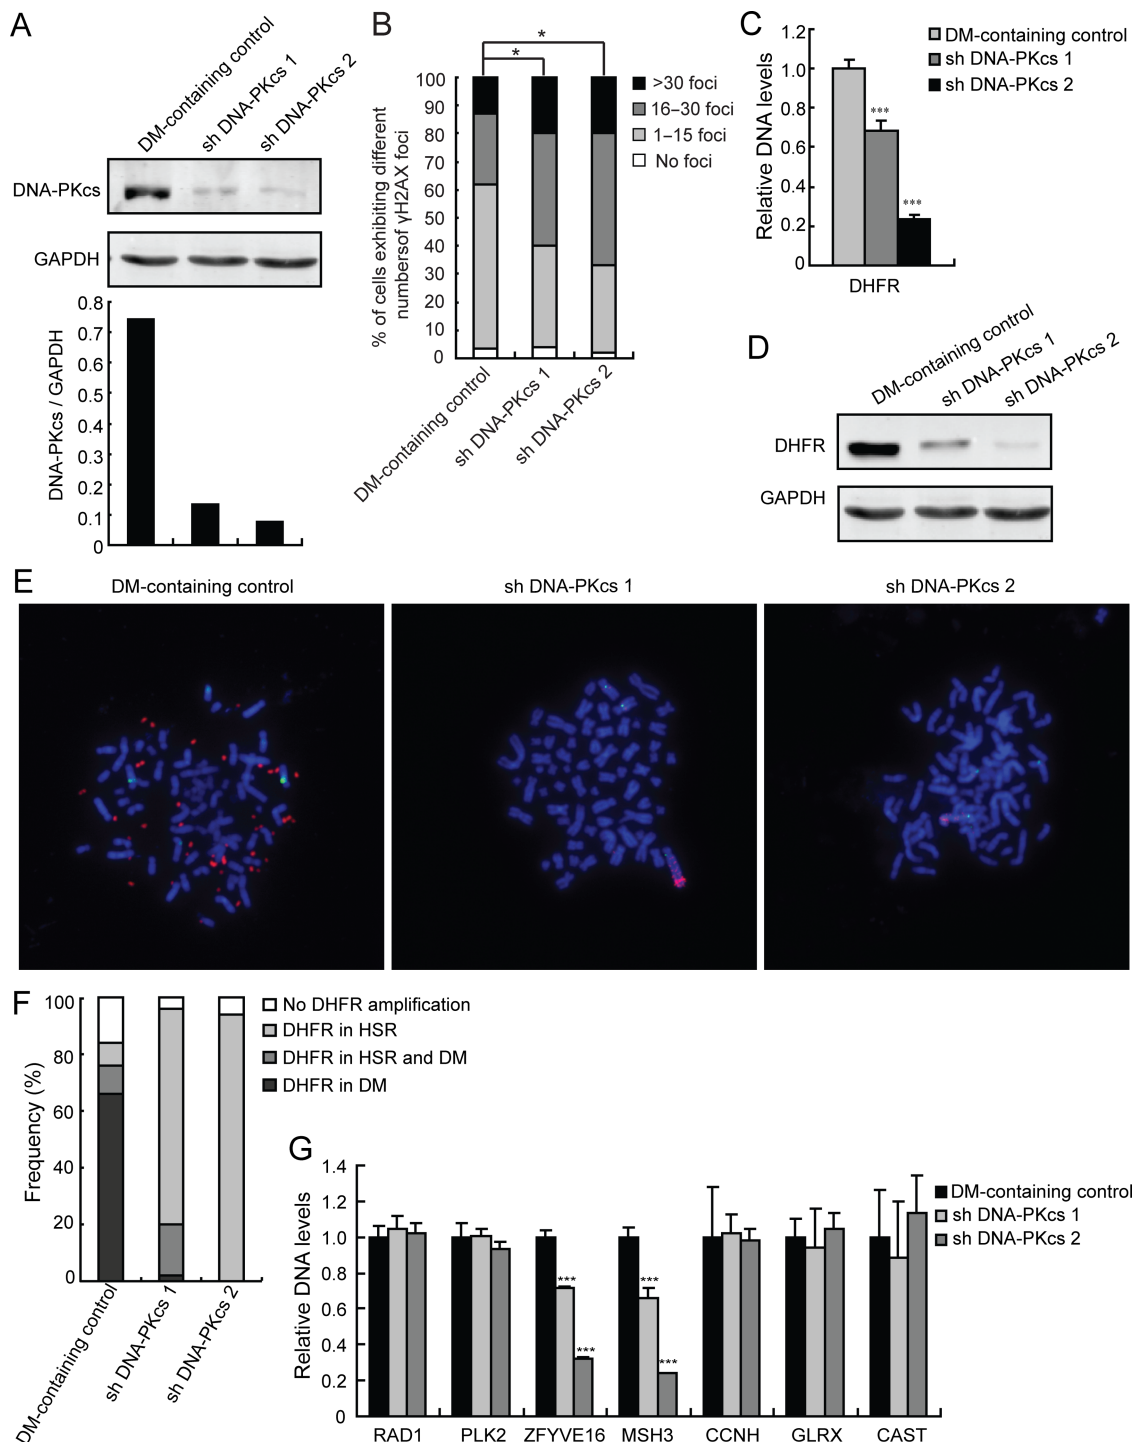 A
DM-containing control
sh DNA-PKcs 1
sh DNA-PKcs 2
DNA-PKcs
GAPDH
0.8
0.7
0.6
0.5
0.4
0.3
0.2
0.1
0
DNA-PKcs / GAPDH
B
*
*
100
90
80
70
60
50
40
30
20
10
0
% of cells exhibiting different
numbersof γH2AX foci
>30 foci
16–30 foci
1–15 foci
No foci
DM-containing control
sh DNA-PKcs 1
sh DNA-PKcs 2
C
1.2
1.0
0.8
0.6
0.4
0.2
0
Relative DNA levels
***
***
DHFR
DM-containing control
sh DNA-PKcs 1
sh DNA-PKcs 2
D
DM-containing control
sh DNA-PKcs 1
sh DNA-PKcs 2
DHFR
GAPDH
E
DM-containing control
sh DNA-PKcs 1
sh DNA-PKcs 2
F
100
80
60
40
20
0
Frequency (%)
No DHFR amplification
DHFR in HSR
DHFR in HSR and DM
DHFR in DM
DM-containing control
sh DNA-PKcs 1
sh DNA-PKcs 2
G
1.4
1.2
1.0
0.8
0.6
0.4
0.2
0
Relative DNA levels
***
***
***
***
DM-containing control
sh DNA-PKcs 1
sh DNA-PKcs 2
RAD1 PLK2 ZFYVE16 MSH3 CCNH GLRX CAST